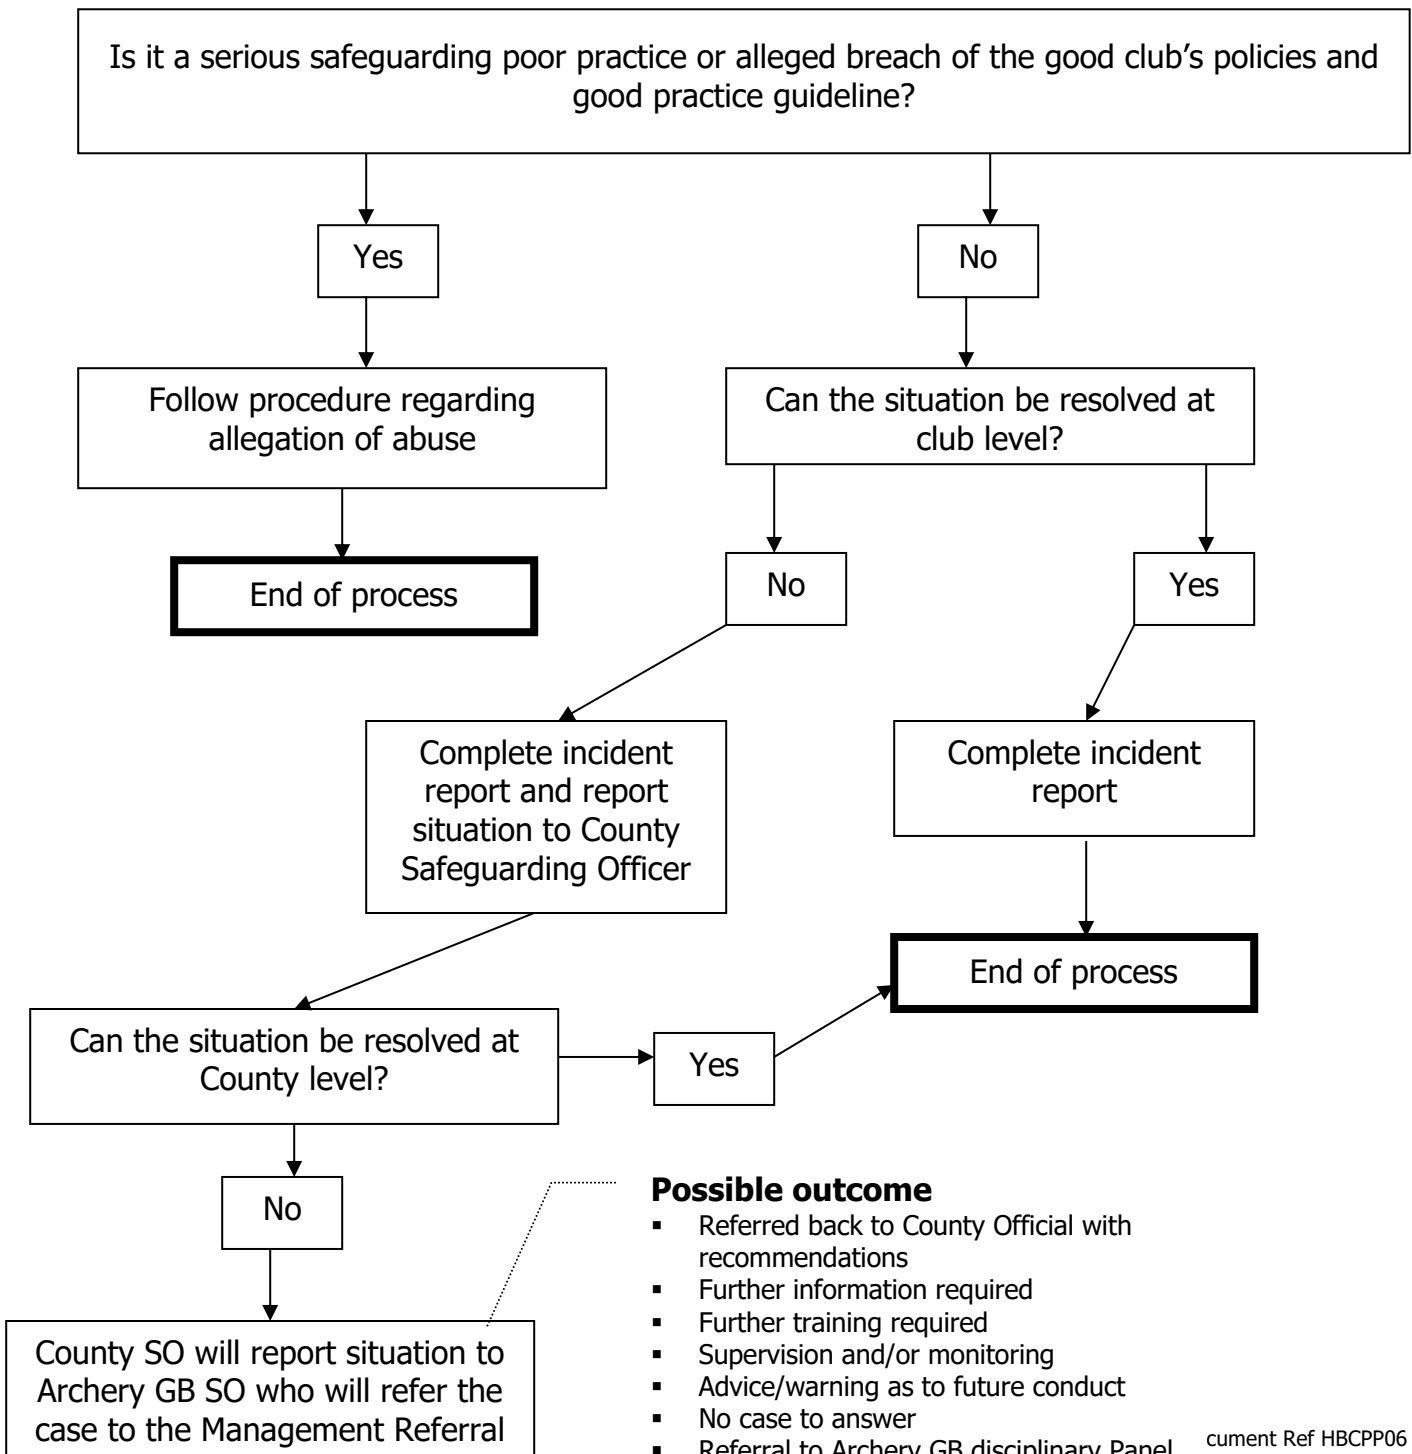 Is it a serious safeguarding poor practice or alleged breach of the good club’s policies and
good practice guideline?
Yes
No
Follow procedure regarding
allegation of abuse
Can the situation be resolved at
club level?
End of process
No
Yes
Complete incident
report and report
situation to County
Safeguarding Officer
Complete incident
report
End of process
Can the situation be resolved at
County level?
Yes
No
Possible outcome
▪ Referred back to County Official with
recommendations
▪ Further information required
▪ Further training required
▪ Supervision and/or monitoring
▪ Advice/warning as to future conduct
▪ No case to answer
▪ Referral to Archery GB disciplinary Panel
County SO will report situation to
Archery GB SO who will refer the
case to the Management Referral
cument Ref HBCPP06